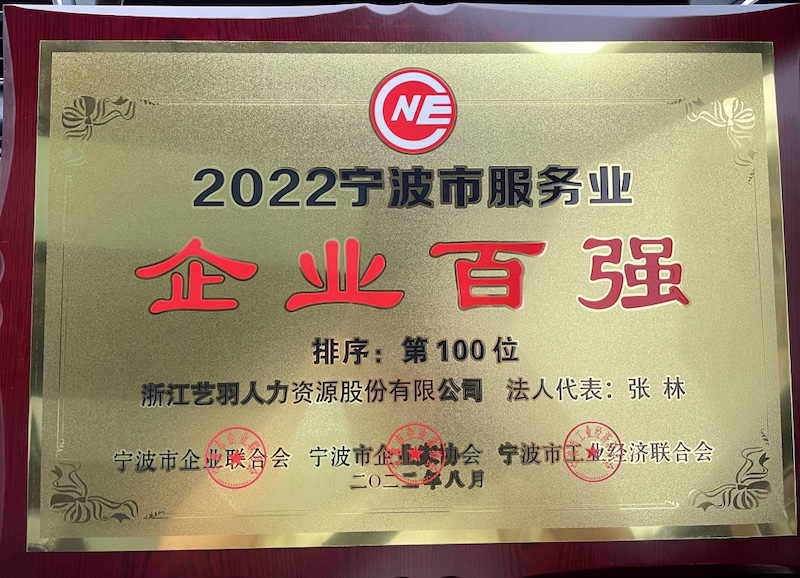 CNE
2022宁波市服务业
企业百强
排序：第100位
浙江艺羽人力资源股份有限公司 法人代表：张 林
宁波市企业联合会 宁波市企业家协会 宁波市工业经济联合会
二〇二二年八月